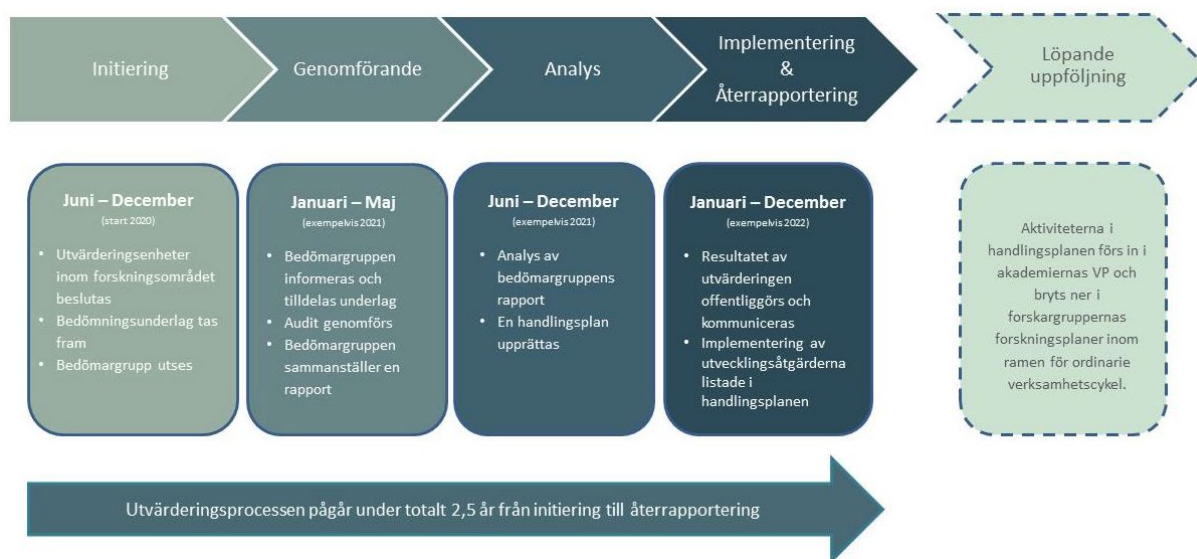 Initiering
Genomförande
Analys
Implementering
&
Återrapportering
Löpande
uppföljning
Juni – December
(start 2020)
• Utvärderingsenheter
inom forskningsområdet
beslutas
• Bedömningsunderlag tas
fram
• Bedömargrupp utses
Januari – Maj
(exempelvis 2021)
• Bedömargruppen
informeras och
tilldelas underlag
• Audit genomförs
• Bedömargruppen
sammanställer en
rapport
Juni – December
(exempelvis 2021)
• Analys av
bedömargruppens
rapport
• En handlingsplan
upprättas
Januari – December
(exempelvis 2022)
• Resultatet av
utvärderingen
offentliggörs och
kommuniceras
• Implementering av
utvecklingsåtgärderna
listade i
handlingsplanen
Aktiviteterna i
handlingsplanen förs in i
akademiernas VP och
bryts ner i
forskargruppernas
forskningsplaner inom
ramen för ordinarie
verksamhetscykel.
Utvärderingsprocessen pågår under totalt 2,5 år från initiering till återrapportering